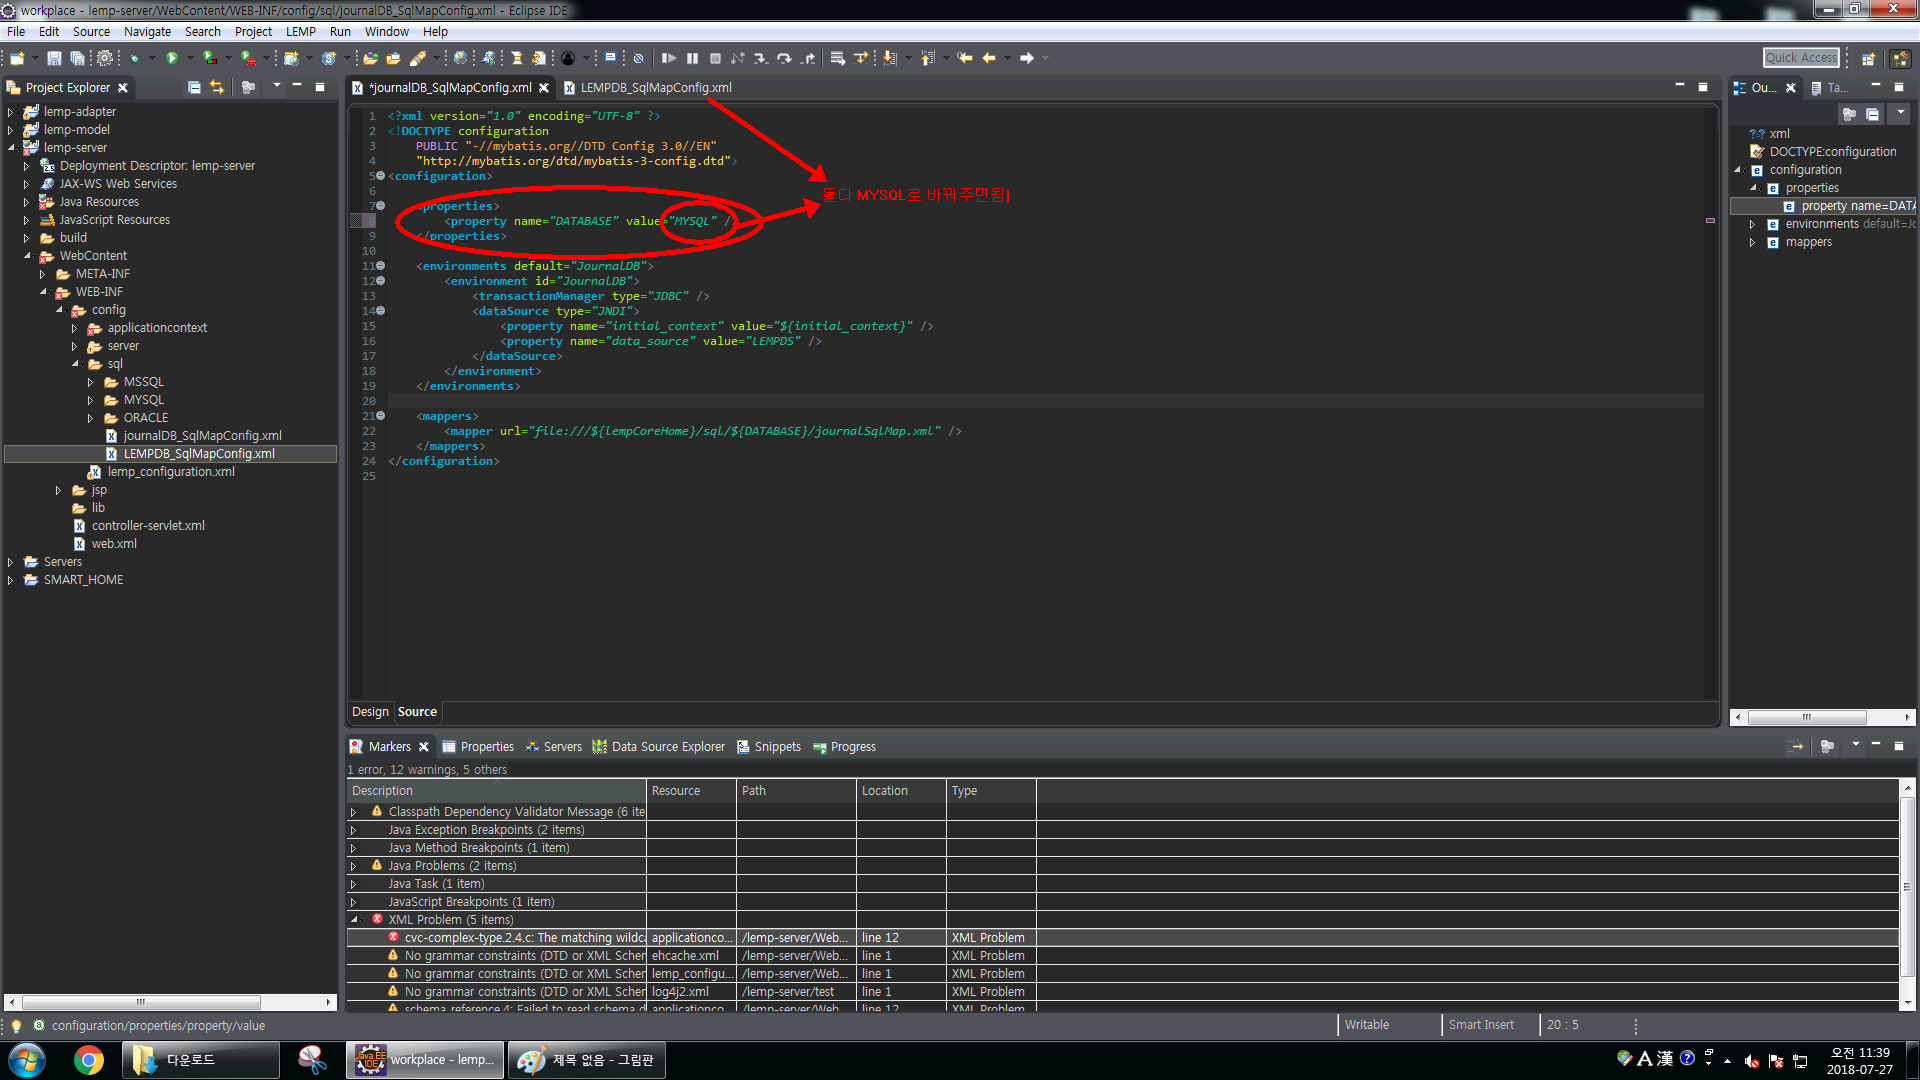 workplace - lemp-server/WebContent/WEB-INF/config/sql/journalDB_SqlMapConfig.xml - Eclipse IDE
File Edit Source Navigate Search Project LEMP Run Window Help
Quick Access
Project Explorer
lemp-adapter
lemp-model
lemp-server
Deployment Descriptor: lemp-server
JAX-WS Web Services
Java Resources
JavaScript Resources
build
WebContent
META-INF
WEB-INF
config
applicationcontext
server
sql
MSSQL
MYSQL
ORACLE
journalDB_SqlMapConfig.xml
LEMPDB_SqlMapConfig.xml
lemp_configuration.xml
jsp
lib
controller-servlet.xml
web.xml
Servers
SMART_HOME
*journalDB_SqlMapConfig.xml LEMPDB_SqlMapConfig.xml
1 <?xml version="1.0" encoding="UTF-8" ?>
2 <!DOCTYPE configuration
3 PUBLIC "-//mybatis.org//DTD Config 3.0//EN"
4 "http://mybatis.org/dtd/mybatis-3-config.dtd">
5 <configuration>
6
7 <properties>
8 <property name="DATABASE" value="MYSQL" />
9 </properties>
10
11 <environments default="JournalDB">
12 <environment id="JournalDB">
13 <transactionManager type="JDBC" />
14 <dataSource type="JNDI">
15 <property name="initial_context" value="${initial_context}" />
16 <property name="data_source" value="LEMPDS" />
17 </dataSource>
18 </environment>
19 </environments>
20
21 <mappers>
22 <mapper url="file:///${lempCoreHome}/sql/${DATABASE}/journalSqlMap.xml" />
23 </mappers>
24 </configuration>
25
둘다 MYSQL로 바꿔주면됨
Design Source
Ou... Ta...
xml
DOCTYPE:configuration
configuration
properties
property name=DATA
environments default=Jo
mappers
Markers Properties Servers Data Source Explorer Snippets Progress
1 error, 12 warnings, 5 others
Description Resource Path Location Type
Classpath Dependency Validator Message (6 ite
Java Exception Breakpoints (2 items)
Java Method Breakpoints (1 item)
Java Problems (2 items)
Java Task (1 item)
JavaScript Breakpoints (1 item)
XML Problem (5 items)
cvc-complex-type.2.4.c: The matching wildca applicationco... /lemp-server/Web... line 12 XML Problem
No grammar constraints (DTD or XML Schem ehcache.xml /lemp-server/Web... line 1 XML Problem
No grammar constraints (DTD or XML Schem lemp_configu... /lemp-server/Web... line 1 XML Problem
No grammar constraints (DTD or XML Schem log4j2.xml /lemp-server/test line 1 XML Problem
schema_reference.4: Failed to read schema d applicationco... /lemp-server/Web... line 12 XML Problem
configuration/properties/property/value
Writable Smart Insert 20 : 5
다운로드
workplace - lemp...
제목 없음 - 그림판
A 漢
오전 11:39
2018-07-27